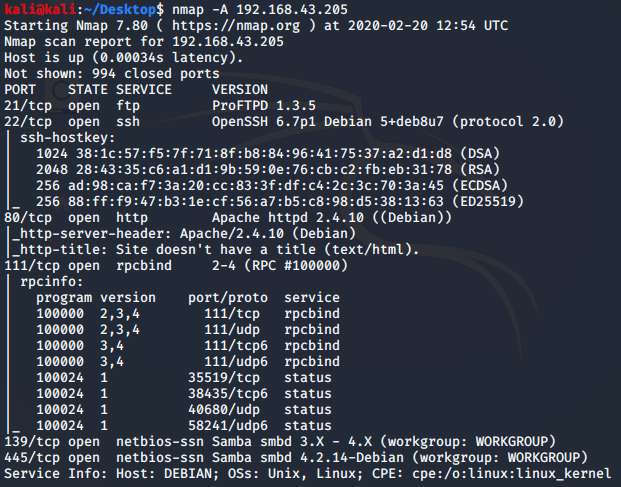 kali@kali:~/Desktop$ nmap -A 192.168.43.205
Starting Nmap 7.80 ( https://nmap.org ) at 2020-02-20 12:54 UTC
Nmap scan report for 192.168.43.205
Host is up (0.00034s latency).
Not shown: 994 closed ports
PORT    STATE SERVICE     VERSION
21/tcp  open  ftp         ProFTPD 1.3.5
22/tcp  open  ssh         OpenSSH 6.7p1 Debian 5+deb8u7 (protocol 2.0)
| ssh-hostkey:
|   1024 38:1c:57:f5:7f:71:8f:b8:84:96:41:75:37:a2:d1:d8 (DSA)
|   2048 28:43:35:c6:a1:d1:9b:59:0e:76:cb:c2:fb:eb:31:78 (RSA)
|   256 ad:98:ca:f7:3a:20:cc:83:3f:df:c4:2c:3c:70:3a:45 (ECDSA)
|_  256 88:ff:f9:47:b3:1e:cf:56:a7:b5:c8:98:d5:38:13:63 (ED25519)
80/tcp  open  http        Apache httpd 2.4.10 ((Debian))
|_http-server-header: Apache/2.4.10 (Debian)
|_http-title: Site doesn't have a title (text/html).
111/tcp open  rpcbind     2-4 (RPC #100000)
| rpcinfo:
|   program version    port/proto  service
|   100000  2,3,4        111/tcp   rpcbind
|   100000  2,3,4        111/udp   rpcbind
|   100000  3,4          111/tcp6  rpcbind
|   100000  3,4          111/udp6  rpcbind
|   100024  1          35519/tcp   status
|   100024  1          38435/tcp6  status
|   100024  1          40680/udp   status
|_  100024  1          58241/udp6  status
139/tcp open  netbios-ssn Samba smbd 3.X - 4.X (workgroup: WORKGROUP)
445/tcp open  netbios-ssn Samba smbd 4.2.14-Debian (workgroup: WORKGROUP)
Service Info: Host: DEBIAN; OSs: Unix, Linux; CPE: cpe:/o:linux:linux_kernel